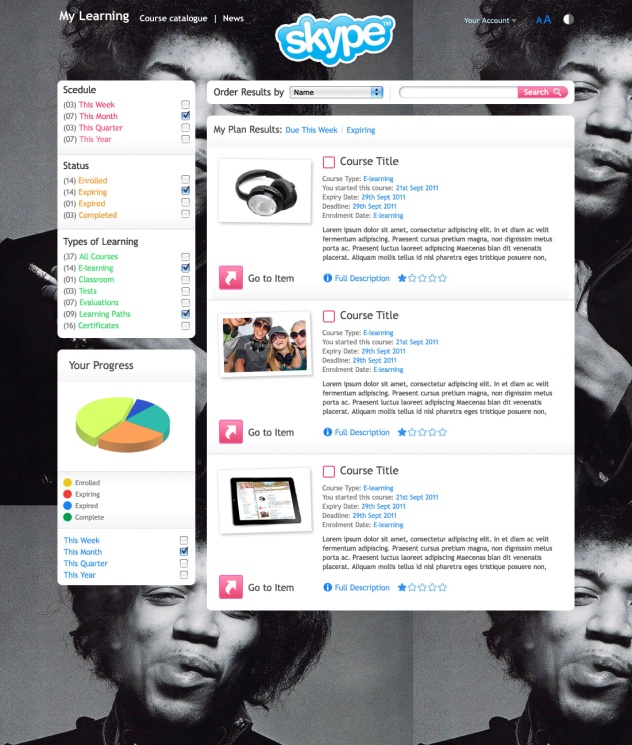 My Learning Course catalogue | News
skype™
Your Account
A A
Scedule
(03) This Week
(07) This Month
(03) This Quarter
(07) This Year
Status
(14) Enrolled
(14) Expiring
(01) Expired
(03) Completed
Types of Learning
(37) All Courses
(14) E-learning
(01) Classroom
(03) Tests
(07) Evaluations
(09) Learning Paths
(16) Certificates
Your Progress
Enrolled
Expiring
Expired
Complete
This Week
This Month
This Quarter
This Year
Order Results by Name Search
My Plan Results: Due This Week / Expiring
Course Title
Course Type: E-learning
You started this course: 21st Sept 2011
Expiry Date: 29th Sept 2011
Deadline: 29th Sept 2011
Enrolment Date: E-learning
Lorem ipsum dolor sit amet, consectetur adipiscing elit. In et diam ac velit
fermentum adipiscing. Praesent cursus pretium magna, non dignissim metus
porta ac. Praesent luctus laoreet adipiscing Maecenas blan dit venenatis
placerat. Aliquam mollis tellus id nisl pharetra eges tristique posuere non,
Go to Item Full Description
Course Title
Course Type: E-learning
You started this course: 21st Sept 2011
Expiry Date: 29th Sept 2011
Deadline: 29th Sept 2011
Enrolment Date: E-learning
Lorem ipsum dolor sit amet, consectetur adipiscing elit. In et diam ac velit
fermentum adipiscing. Praesent cursus pretium magna, non dignissim metus
porta ac. Praesent luctus laoreet adipiscing Maecenas blan dit venenatis
placerat. Aliquam mollis tellus id nisl pharetra eges tristique posuere non,
Go to Item Full Description
Course Title
Course Type: E-learning
You started this course: 21st Sept 2011
Expiry Date: 29th Sept 2011
Deadline: 29th Sept 2011
Enrolment Date: E-learning
Lorem ipsum dolor sit amet, consectetur adipiscing elit. In et diam ac velit
fermentum adipiscing. Praesent cursus pretium magna, non dignissim metus
porta ac. Praesent luctus laoreet adipiscing Maecenas blan dit venenatis
placerat. Aliquam mollis tellus id nisl pharetra eges tristique posuere non,
Go to Item Full Description